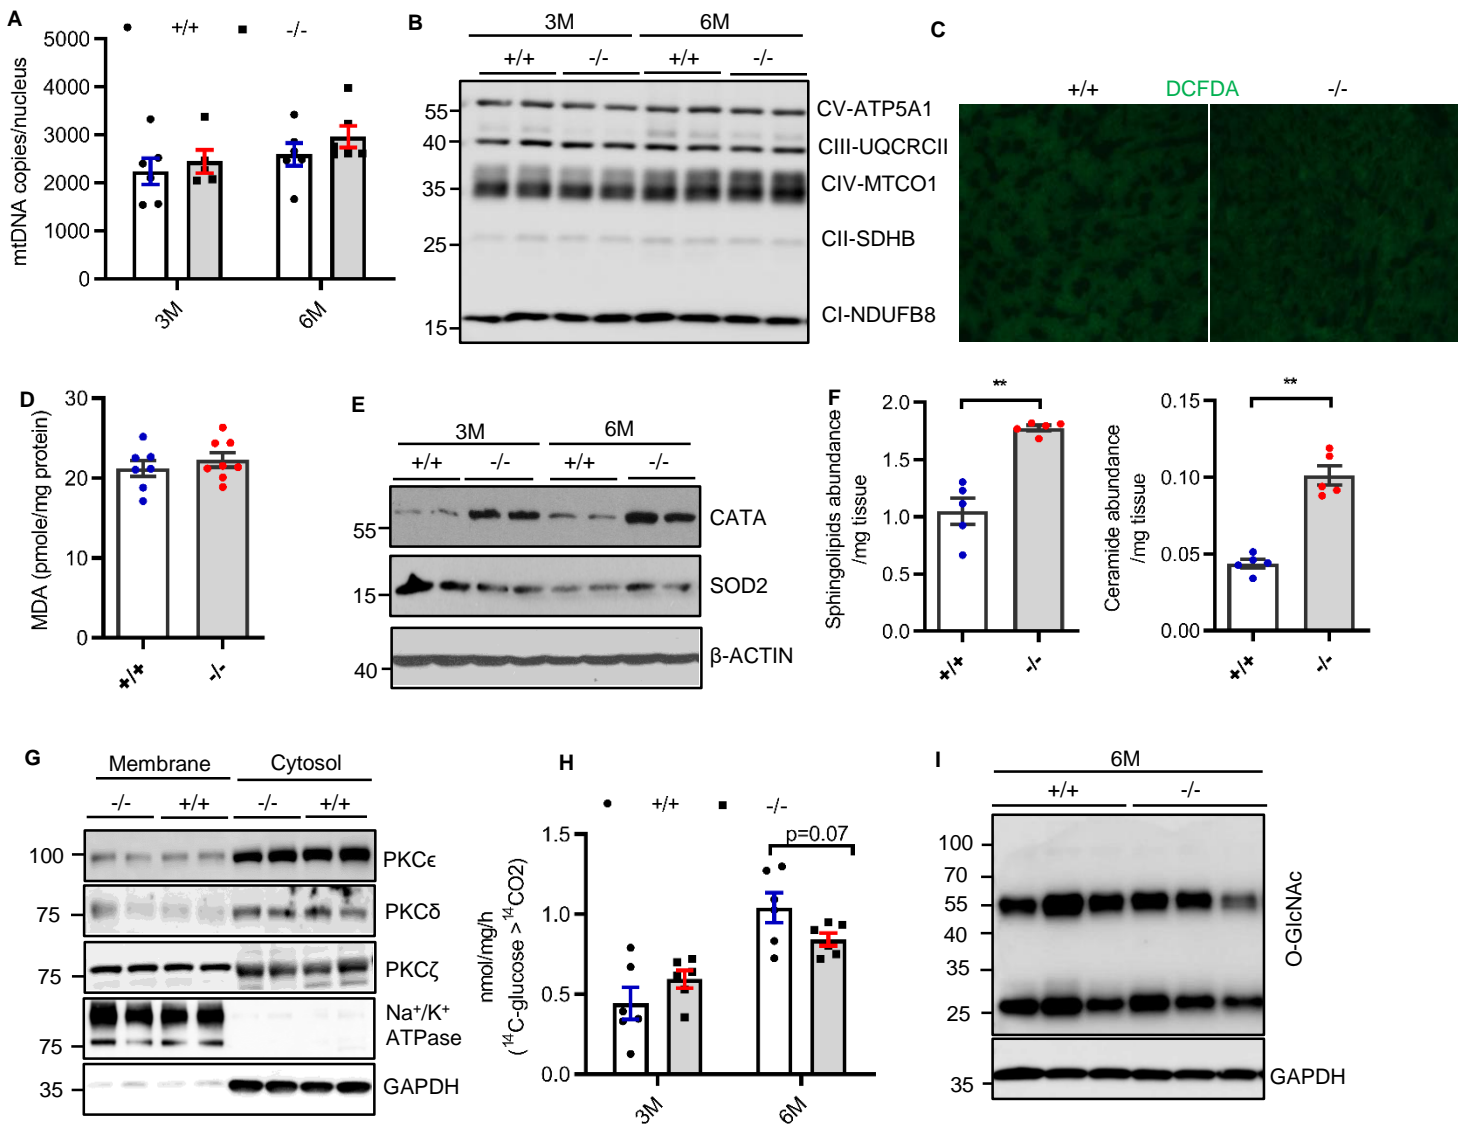 A
+/+
-/-
5000
4000
3000
2000
1000
0
mtDNA copies/nucleus
3M
6M
B
3M
6M
+/+
-/-
+/+
-/-
55
40
35
25
15
CV-ATP5A1
CIII-UQCRCII
CIV-MTCO1
CII-SDHB
CI-NDUFB8
C
+/+
DCFDA
-/-
D
30
20
10
0
MDA (pmole/mg protein)
+/+
-/-
E
3M
6M
+/+
-/-
+/+
-/-
55
15
40
CATA
SOD2
β-ACTIN
F
**
2.0
1.5
1.0
0.5
0.0
Sphingolipids abundance
/mg tissue
+/+
-/-
**
0.15
0.10
0.05
0.00
Ceramide abundance
/mg tissue
+/+
-/-
G
Membrane
Cytosol
-/-
+/+
-/-
+/+
100
PKCϵ
75
PKCδ
75
PKCζ
75
Na⁺/K⁺
ATPase
35
GAPDH
H
+/+
-/-
1.5
1.0
0.5
0.0
nmol/mg/h
(¹⁴C-glucose > ¹⁴CO2)
p=0.07
3M
6M
I
6M
+/+
-/-
100
70
55
40
35
25
35
O-GlcNAc
GAPDH